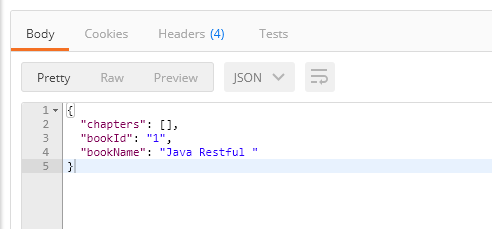 Body Cookies Headers (4) Tests
Pretty Raw Preview JSON
1 {
2 "chapters": [],
3 "bookId": "1",
4 "bookName": "Java Restful "
5 }